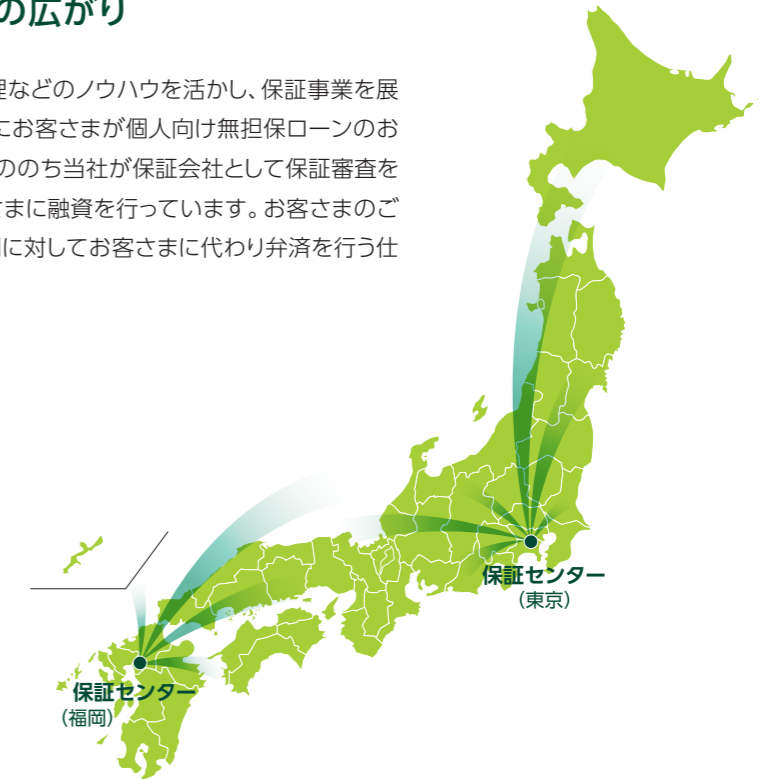 の広がり
理などのノウハウを活かし、保証事業を展
にお客さまが個人向け無担保ローンのお
ののち当社が保証会社として保証審査を
さまに融資を行っています。お客さまのご
に対してお客さまに代わり弁済を行う仕
保証センター
（東京）
保証センター
（福岡）